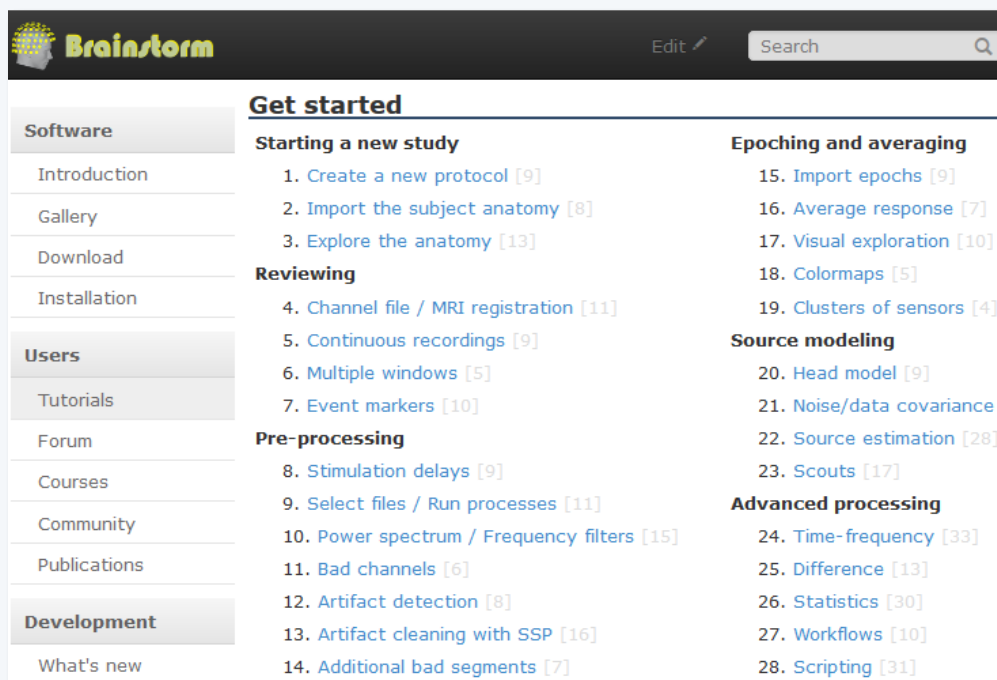 Brainstorm
Edit
Search
Software
Introduction
Gallery
Download
Installation
Users
Tutorials
Forum
Courses
Community
Publications
Development
What's new
Get started
Starting a new study
1. Create a new protocol [9]
2. Import the subject anatomy [8]
3. Explore the anatomy [13]
Reviewing
4. Channel file / MRI registration [11]
5. Continuous recordings [9]
6. Multiple windows [5]
7. Event markers [10]
Pre-processing
8. Stimulation delays [9]
9. Select files / Run processes [11]
10. Power spectrum / Frequency filters [15]
11. Bad channels [6]
12. Artifact detection [8]
13. Artifact cleaning with SSP [16]
14. Additional bad segments [7]
Epoching and averaging
15. Import epochs [9]
16. Average response [7]
17. Visual exploration [10]
18. Colormaps [5]
19. Clusters of sensors [4]
Source modeling
20. Head model [9]
21. Noise/data covariance
22. Source estimation [28]
23. Scouts [17]
Advanced processing
24. Time-frequency [33]
25. Difference [13]
26. Statistics [30]
27. Workflows [10]
28. Scripting [31]